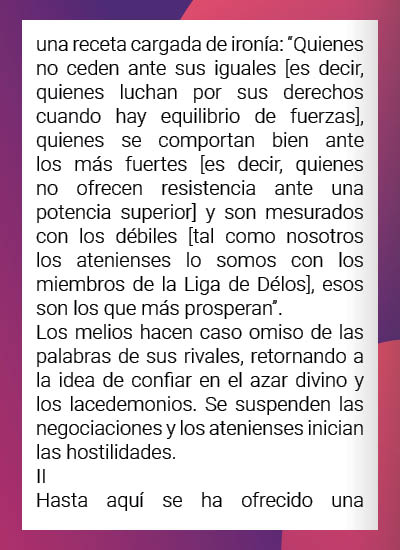 una receta cargada de ironía: “Quienes
no ceden ante sus iguales [es decir,
quienes luchan por sus derechos
cuando hay equilibrio de fuerzas],
quienes se comportan bien ante
los más fuertes [es decir, quienes
no ofrecen resistencia ante una
potencia superior] y son mesurados
con los débiles [tal como nosotros
los atenienses lo somos con los
miembros de la Liga de Délos], esos
son los que más prosperan”.
Los melios hacen caso omiso de las
palabras de sus rivales, retornando a
la idea de confiar en el azar divino y
los lacedemonios. Se suspenden las
negociaciones y los atenienses inician
las hostilidades.
II
Hasta aquí se ha ofrecido una